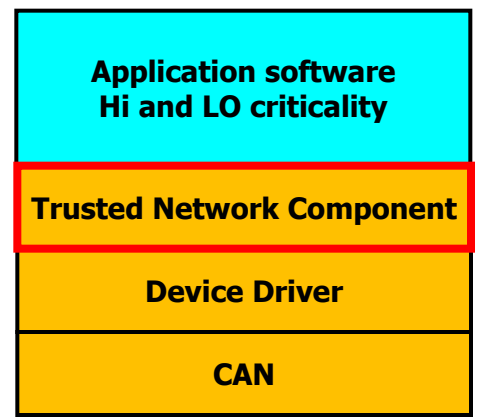 Application software
Hi and LO criticality
Trusted Network Component
Device Driver
CAN